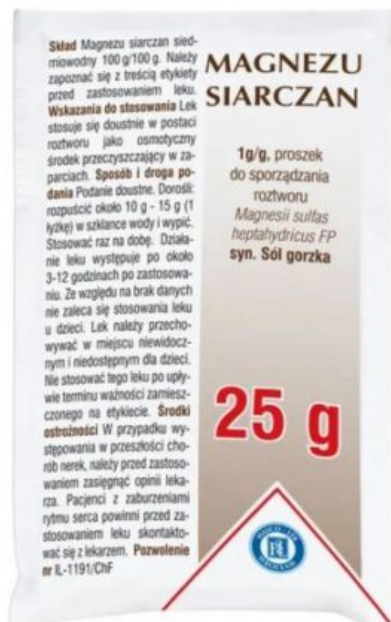 Skład Magnezu siarczan sied-
miowodny 100 g/100 g. Należy
zapoznać się z treścią etykiety
przed zastosowaniem leku.
Wskazania do stosowania Lek
stosuje się doustnie w postaci
roztworu jako osmotyczny
środek przeczyszczający w za-
parciach. Sposób i droga po-
dania Podanie doustne. Dorośli:
rozpuścić około 10 g - 15 g (1
łyżkę) w szklance wody i wypić.
Stosować raz na dobę. Działa-
nie leku występuje po około
3-12 godzinach po zastosowa-
niu. Ze względu na brak danych
nie zaleca się stosowania leku
u dzieci. Lek należy przecho-
wywać w miejscu niewidocz-
nym i niedostępnym dla dzieci.
Nie stosować tego leku po upły-
wie terminu ważności zamiesz-
czonego na etykiecie. Środki
ostrożności W przypadku wy-
stępowania w przeszłości cho-
rób nerek, należy przed zastoso-
waniem zasięgnąć opinii leka-
rza. Pacjenci z zaburzeniami
rytmu serca powinni przed za-
stosowaniem leku skontakto-
wać się z lekarzem. Pozwolenie
nr IL-1191/ChF
MAGNEZU
SIARCZAN
1g/g, proszek
do sporządzania
roztworu
Magnesii sulfas
heptahydricus FP
syn. Sól gorzka
25 g